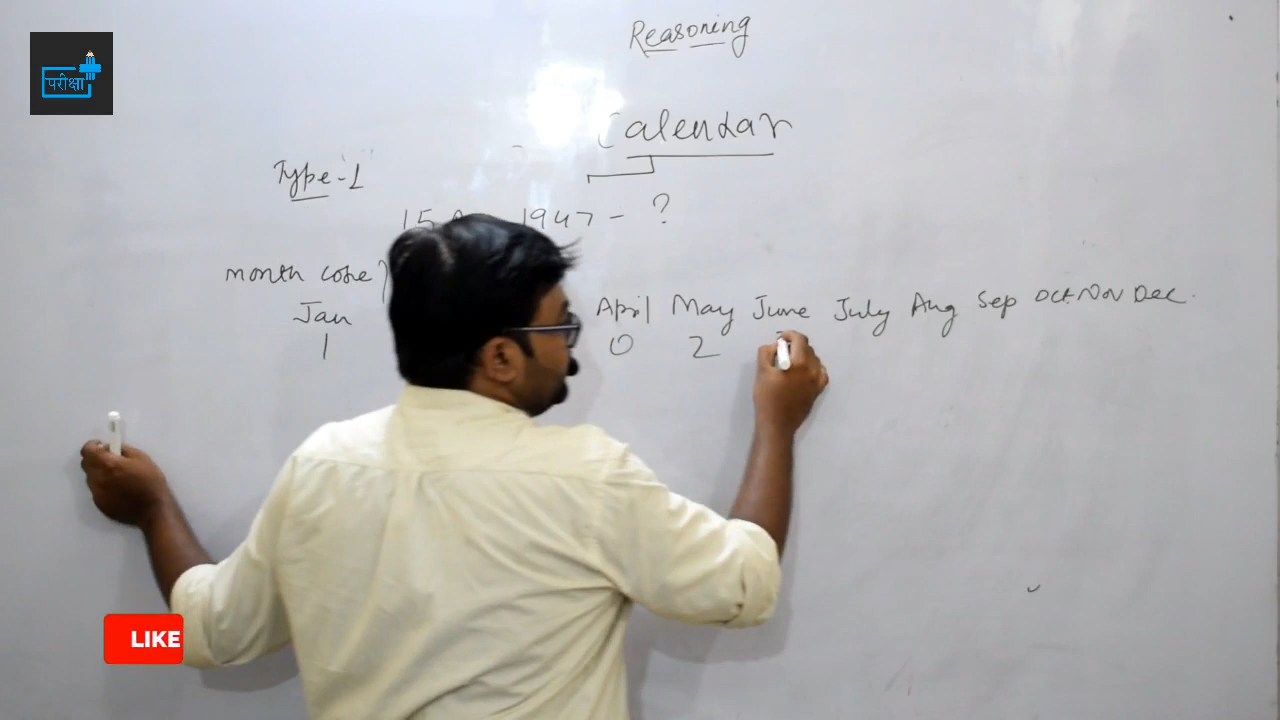 Reasoning
परीक्षा
Calendar
Type-1
15 1947 - ?
month code
Jan April May June July Aug Sep Oct Nov Dec.
1 0 2
LIKE